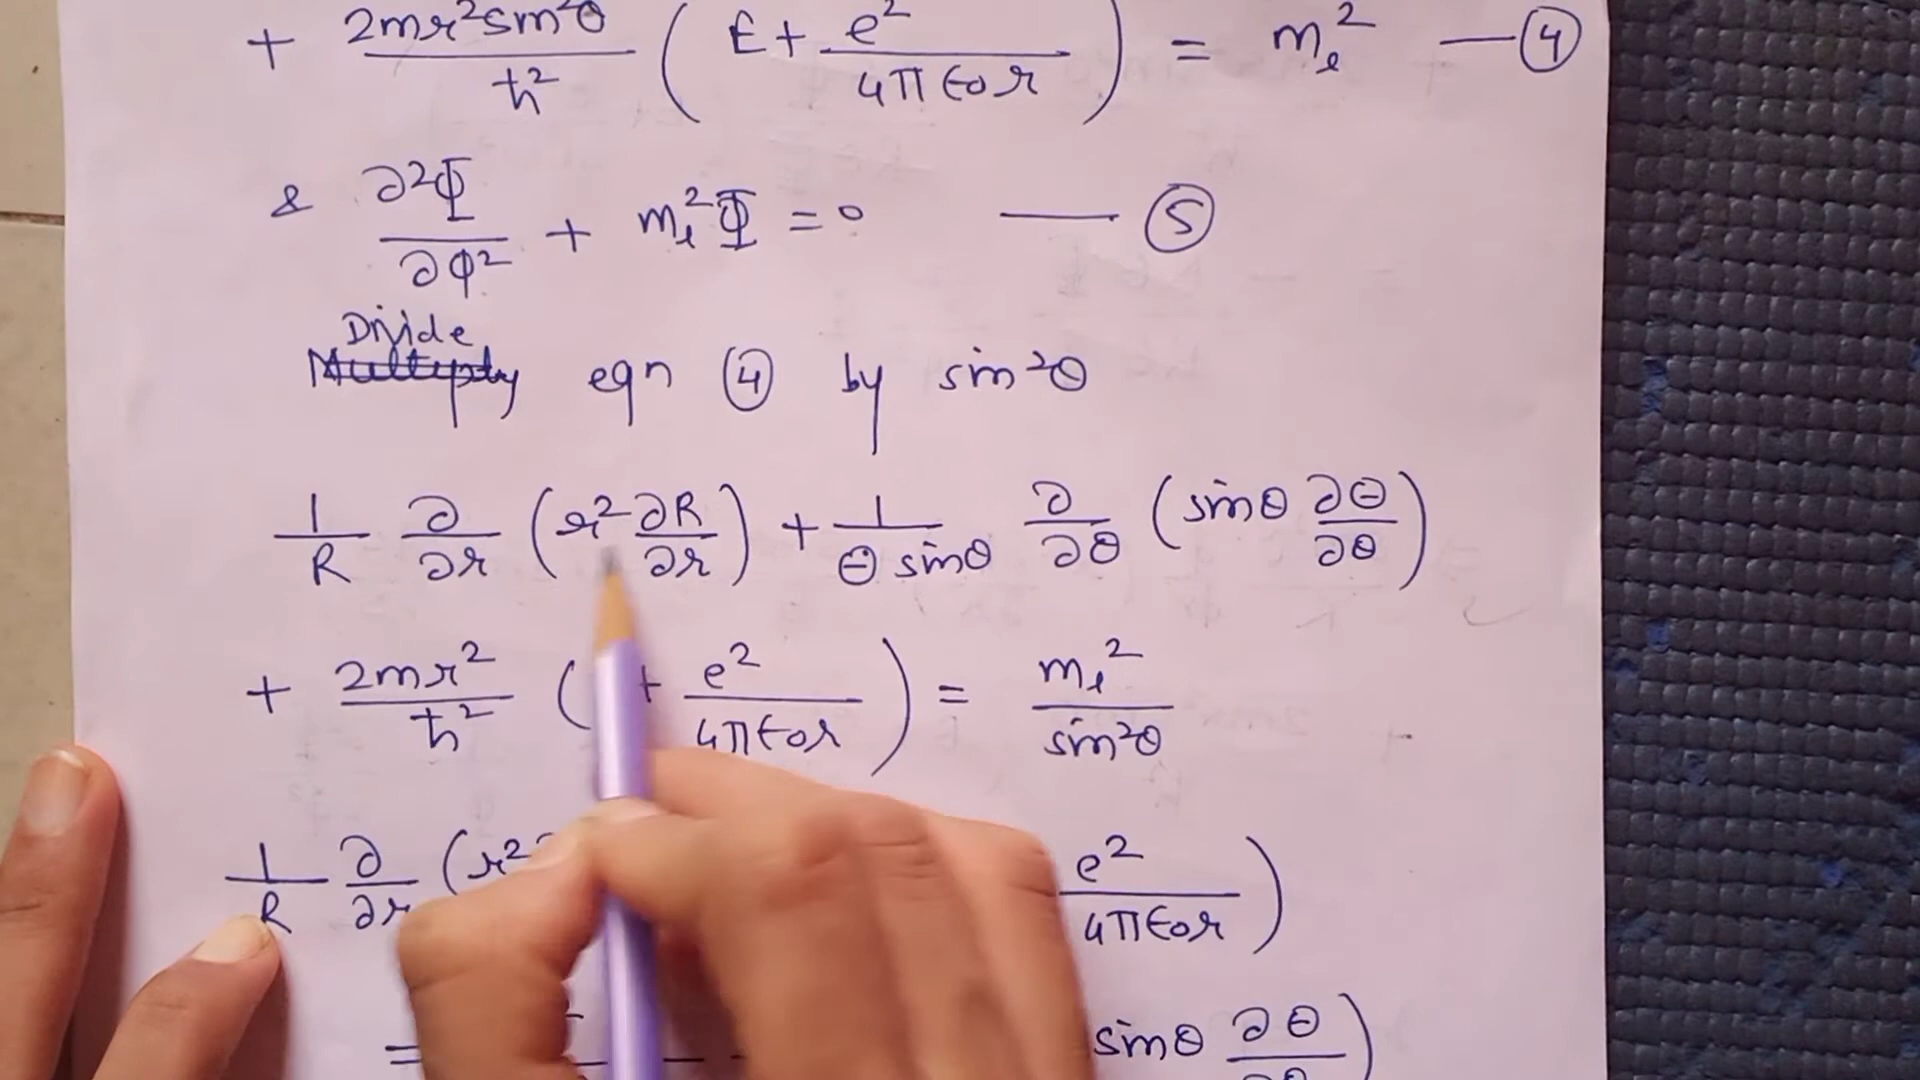 + 2mr²sin²θ/ħ² ( E + e²/4πϵ₀r ) = mₗ² — ④
& ∂²Φ/∂ϕ² + mₗ²Φ = 0 — ⑤
Divide
Multiply eqn ④ by sin²θ
1/R ∂/∂r ( r² ∂R/∂r ) + 1/Θ sinθ ∂/∂θ ( sinθ ∂Θ/∂θ )
+ 2mr²/ħ² ( + e²/4πϵ₀r ) = mₗ²/sin²θ
1/R ∂/∂r ( r² e²/4πϵ₀r )
= sinθ ∂Θ/∂θ )